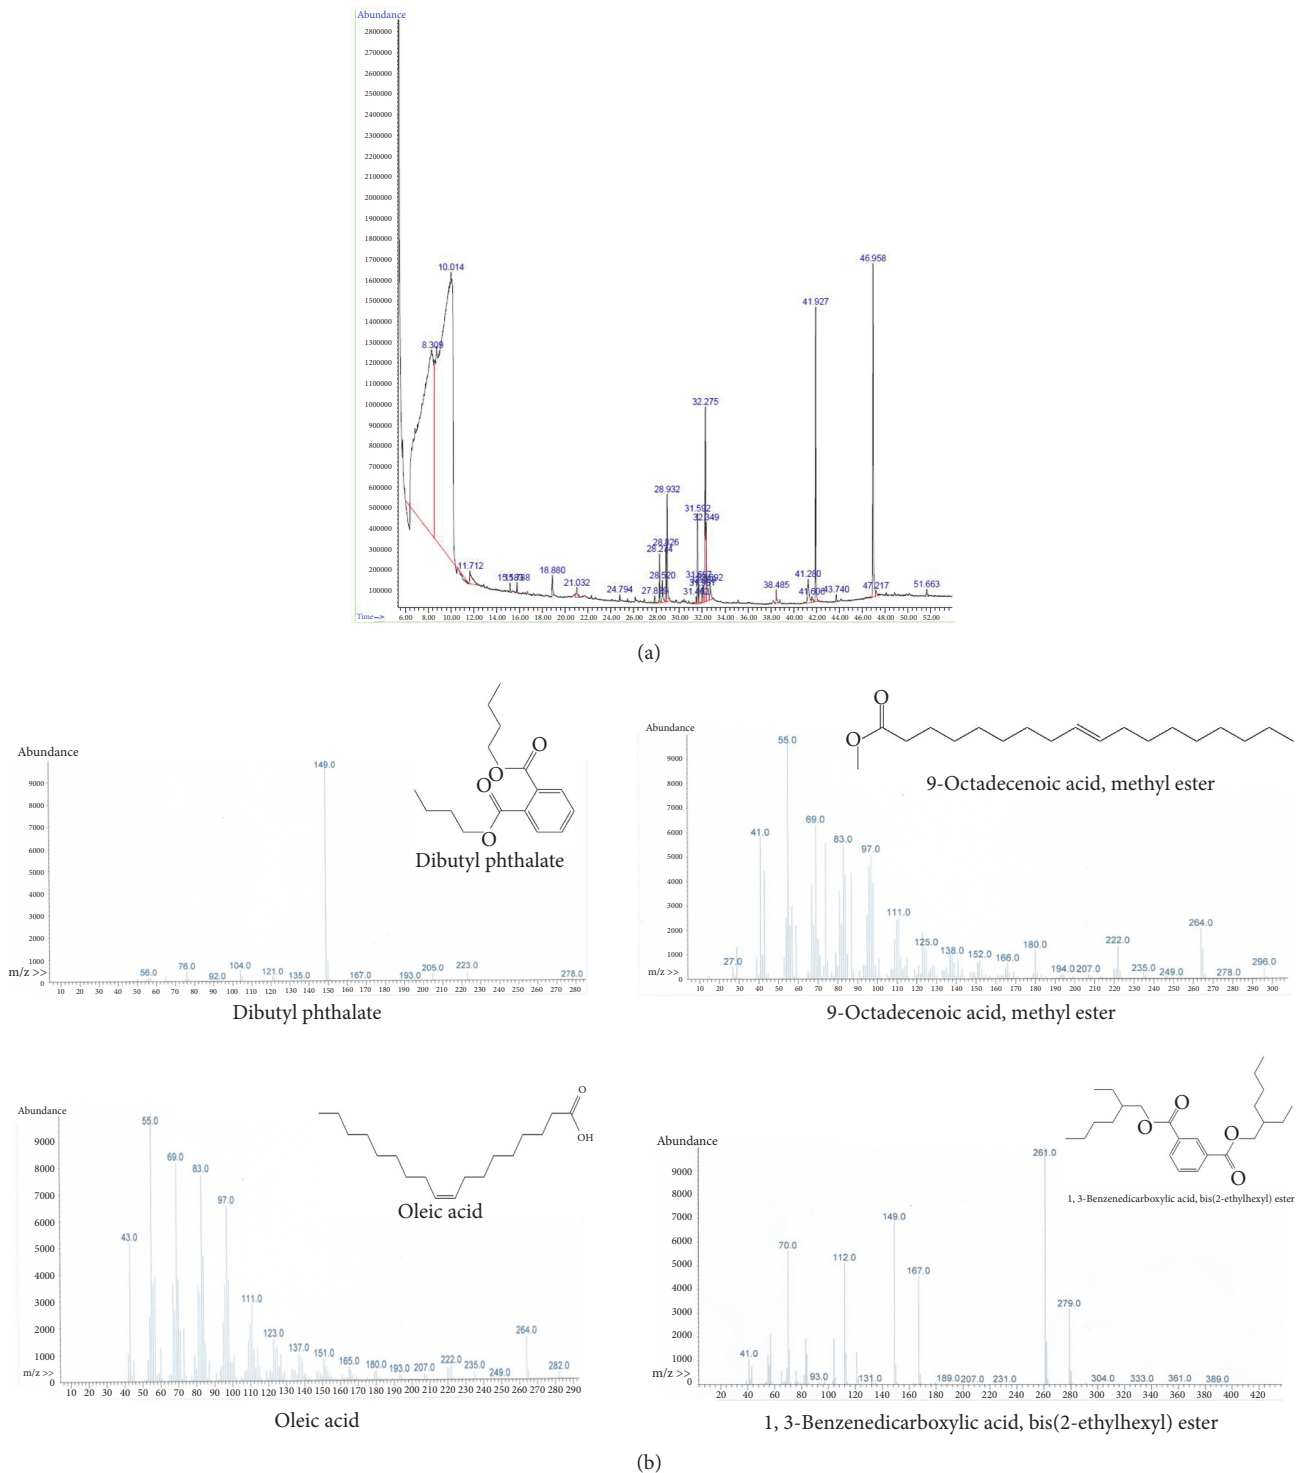 Abundance
2800000
2700000
2600000
2500000
2400000
2300000
2200000
2100000
2000000
1900000
1800000
1700000
1600000
1500000
1400000
1300000
1200000
1100000
1000000
900000
800000
700000
600000
500000
400000
300000
200000
100000
46.958
10.014
41.927
8.309
32.275
28.932
31.592
32.349
28.274
28.520
11.712
18.880
21.032
24.794
38.485
41.280
41.606
43.740
47.217
51.663
Time-->
6.00 8.00 10.00 12.00 14.00 16.00 18.00 20.00 22.00 24.00 26.00 28.00 30.00 32.00 34.00 36.00 38.00 40.00 42.00 44.00 46.00 48.00 50.00 52.00
(a)
Abundance
9000
8000
7000
6000
5000
4000
3000
2000
1000
0
m/z >>
149.0
56.0 76.0 92.0 104.0 121.0 135.0 167.0 193.0 205.0 223.0 278.0
10 20 30 40 50 60 70 80 90 100 110 120 130 140 150 160 170 180 190 200 210 220 230 240 250 260 270 280
O
O
O
O
Dibutyl phthalate
Dibutyl phthalate
Abundance
9000
8000
7000
6000
5000
4000
3000
2000
1000
0
m/z >>
O
O
9-Octadecenoic acid, methyl ester
27.0 41.0 55.0 69.0 83.0 97.0 111.0 125.0 138.0 152.0 166.0 180.0 194.0 207.0 222.0 235.0 249.0 264.0 278.0 296.0
10 20 30 40 50 60 70 80 90 100 110 120 130 140 150 160 170 180 190 200 210 220 230 240 250 260 270 280 290 300
9-Octadecenoic acid, methyl ester
Abundance
9000
8000
7000
6000
5000
4000
3000
2000
1000
0
m/z >>
O
OH
Oleic acid
43.0 55.0 69.0 83.0 97.0 111.0 123.0 137.0 151.0 165.0 180.0 193.0 207.0 222.0 235.0 249.0 264.0 282.0
10 20 30 40 50 60 70 80 90 100 110 120 130 140 150 160 170 180 190 200 210 220 230 240 250 260 270 280 290
Oleic acid
Abundance
9000
8000
7000
6000
5000
4000
3000
2000
1000
0
m/z >>
O
O
O
O
1, 3-Benzenedicarboxylic acid, bis(2-ethylhexyl) ester
41.0 70.0 93.0 112.0 131.0 149.0 167.0 189.0 207.0 231.0 261.0 279.0 304.0 333.0 361.0 389.0
20 40 60 80 100 120 140 160 180 200 220 240 260 280 300 320 340 360 380 400 420
1, 3-Benzenedicarboxylic acid, bis(2-ethylhexyl) ester
(b)